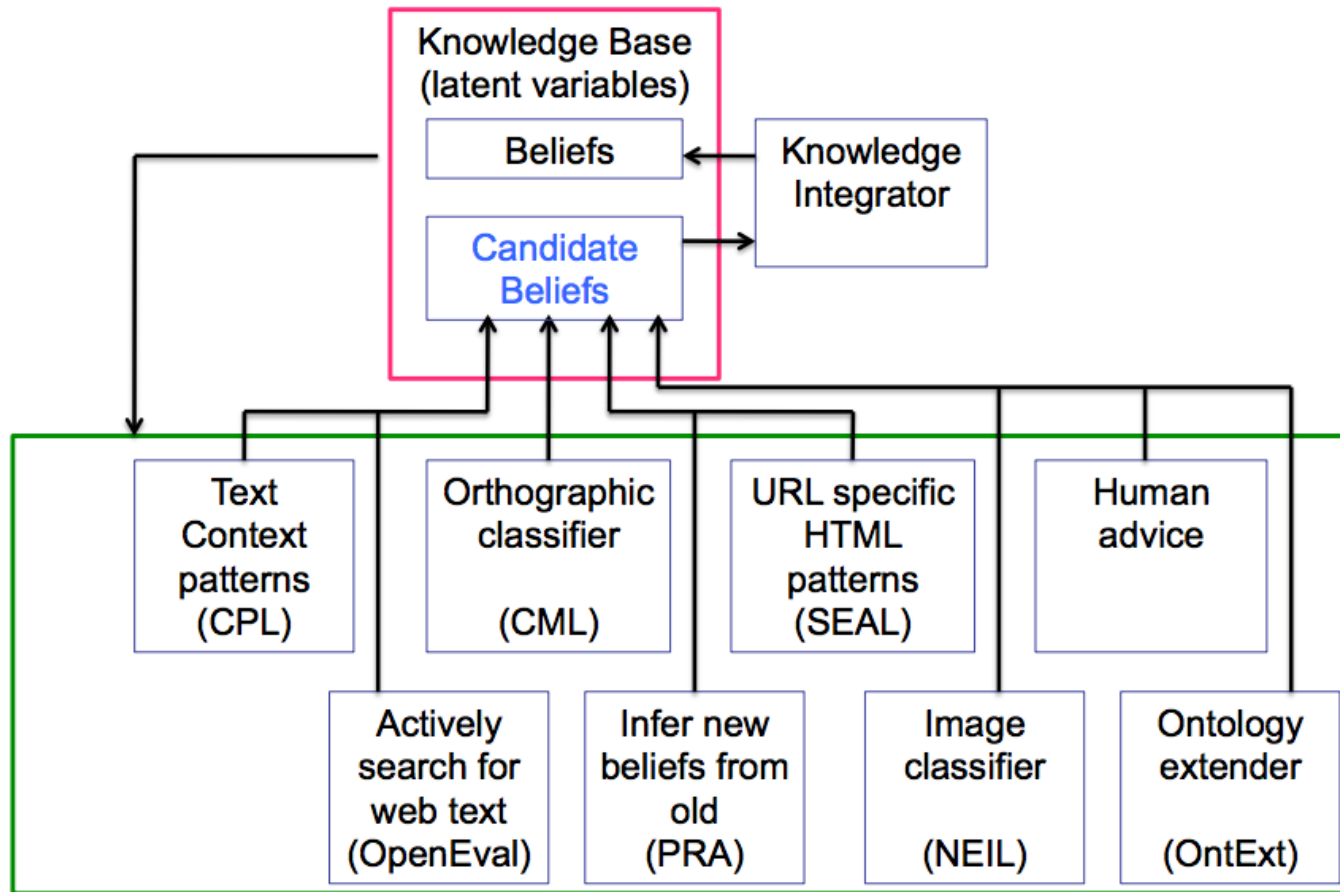 Knowledge Base
(latent variables)
Beliefs
Knowledge
Integrator
Candidate
Beliefs
Text
Context
patterns
(CPL)
Orthographic
classifier
(CML)
URL specific
HTML
patterns
(SEAL)
Human
advice
Actively
search for
web text
(OpenEval)
Infer new
beliefs from
old
(PRA)
Image
classifier
(NEIL)
Ontology
extender
(OntExt)